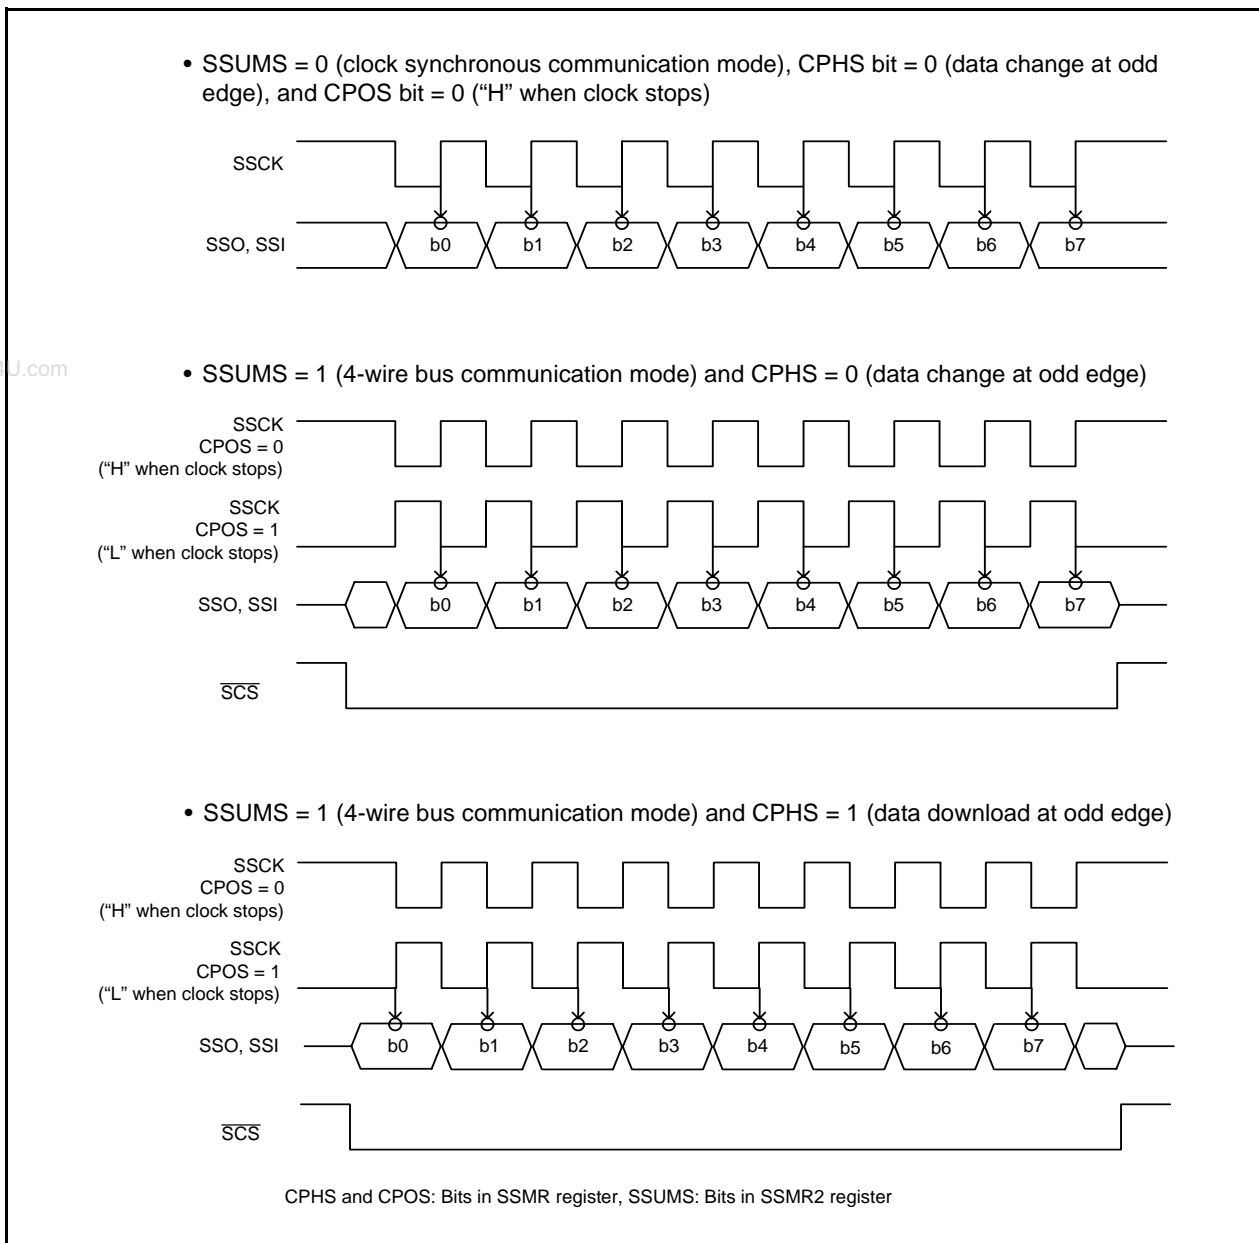 • SSUMS = 0 (clock synchronous communication mode), CPHS bit = 0 (data change at odd
edge), and CPOS bit = 0 (“H” when clock stops)
SSCK
SSO, SSI
b0 b1 b2 b3 b4 b5 b6 b7
4U.com
• SSUMS = 1 (4-wire bus communication mode) and CPHS = 0 (data change at odd edge)
SSCK
CPOS = 0
(“H” when clock stops)
SSCK
CPOS = 1
(“L” when clock stops)
SSO, SSI
b0 b1 b2 b3 b4 b5 b6 b7
SCS
• SSUMS = 1 (4-wire bus communication mode) and CPHS = 1 (data download at odd edge)
SSCK
CPOS = 0
(“H” when clock stops)
SSCK
CPOS = 1
(“L” when clock stops)
SSO, SSI
b0 b1 b2 b3 b4 b5 b6 b7
SCS
CPHS and CPOS: Bits in SSMR register, SSUMS: Bits in SSMR2 register